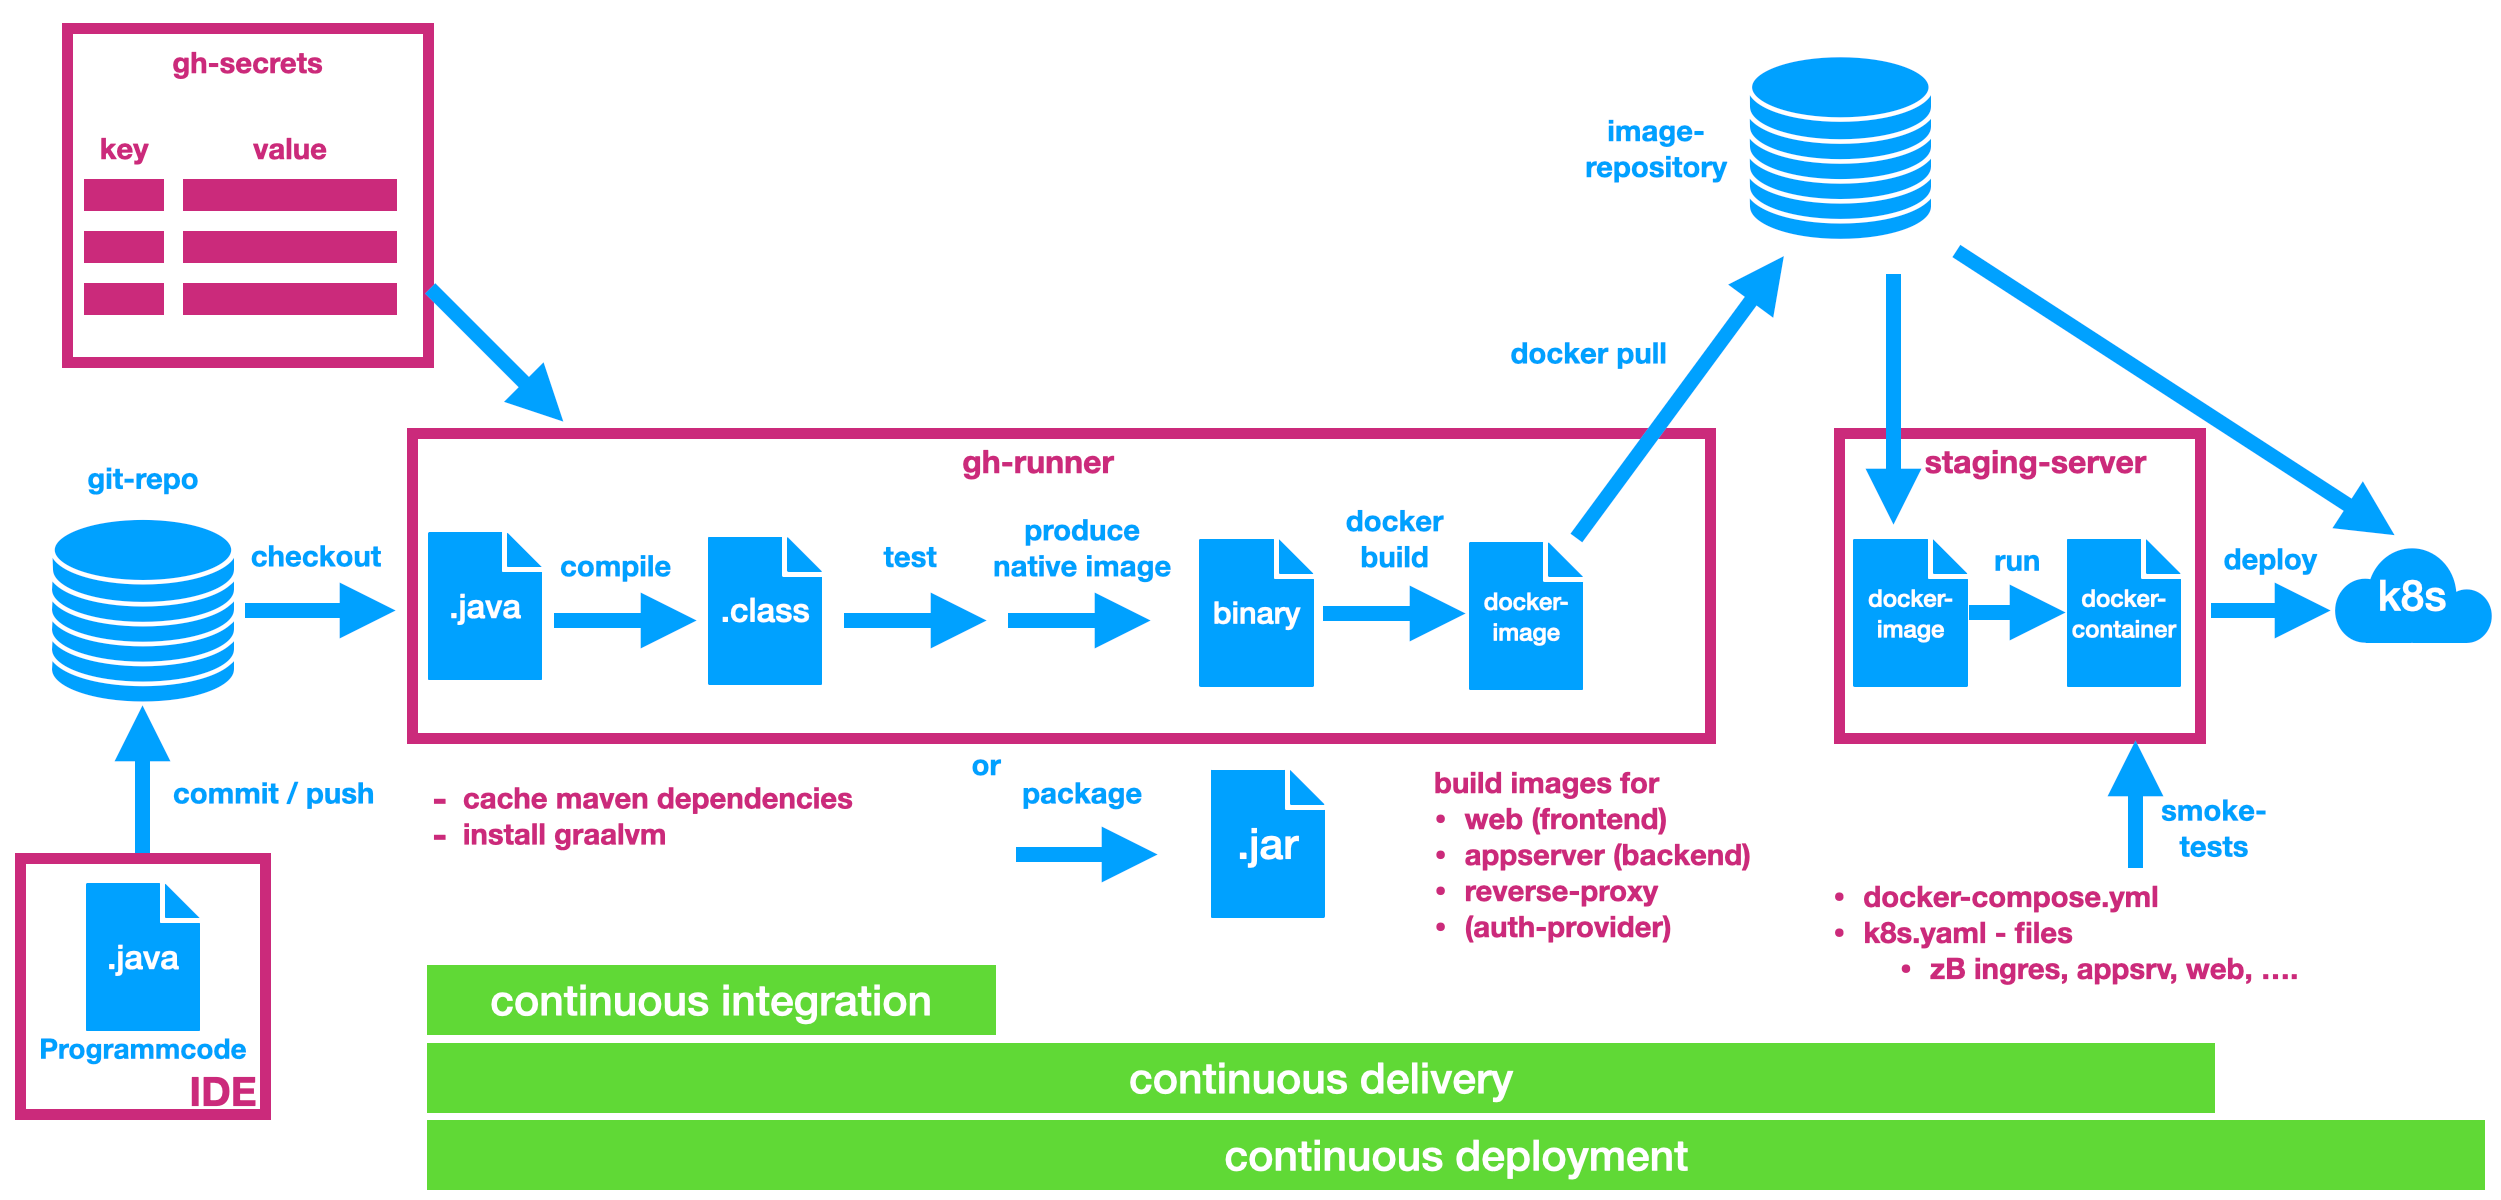 gh-secrets
key value
image-
repository
docker pull
gh-runner
staging-server
git-repo
checkout
.java
compile
.class
test
produce
native image
binary
docker
build
docker-
image
docker-
image
run
docker-
container
deploy
k8s
commit / push
- cache maven dependencies
- install graalvm
or
package
.jar
build images for
• web (frontend)
• appserver (backend)
• reverse-proxy
• (auth-provider)
smoke-
tests
• docker-compose.yml
• k8s.yaml - files
• zB ingres, appsrv, web, ....
.java
Programmcode
IDE
continuous integration
continuous delivery
continuous deployment